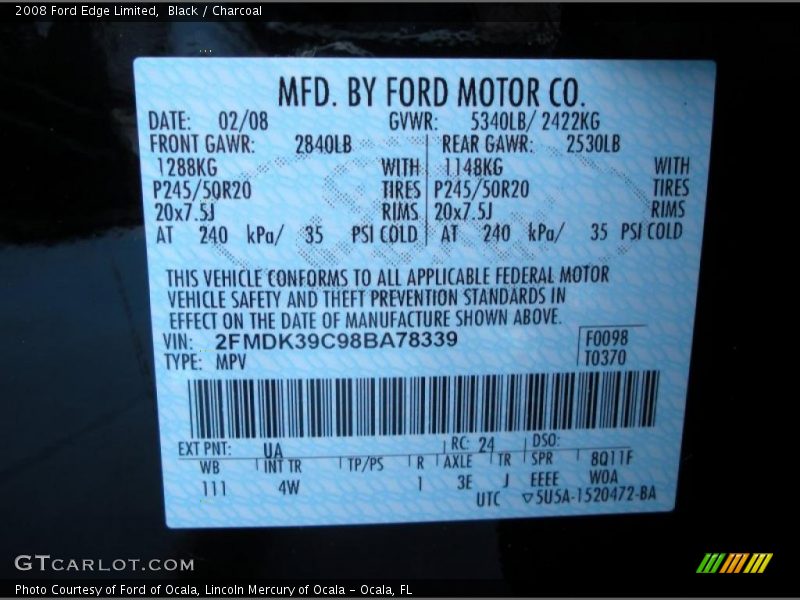 2008 Ford Edge Limited, Black / Charcoal
MFD. BY FORD MOTOR CO.
DATE: 02/08 GVWR: 5340LB/ 2422KG
FRONT GAWR: 2840LB REAR GAWR: 2530LB
1288KG WITH 1148KG WITH
P245/50R20 TIRES P245/50R20 TIRES
20x7.5J RIMS 20x7.5J RIMS
AT 240 kPa/ 35 PSI COLD AT 240 kPa/ 35 PSI COLD
THIS VEHICLE CONFORMS TO ALL APPLICABLE FEDERAL MOTOR
VEHICLE SAFETY AND THEFT PREVENTION STANDARDS IN
EFFECT ON THE DATE OF MANUFACTURE SHOWN ABOVE.
VIN: 2FMDK39C98BA78339 F0098
TYPE: MPV T0370
EXT PNT: UA RC: 24 DSO:
WB INT TR TP/PS R AXLE TR SPR 8Q11F
111 4W 1 3E J EEEE WOA
UTC ▽5U5A-1520472-BA
GTCARLOT.COM
Photo Courtesy of Ford of Ocala, Lincoln Mercury of Ocala - Ocala, FL